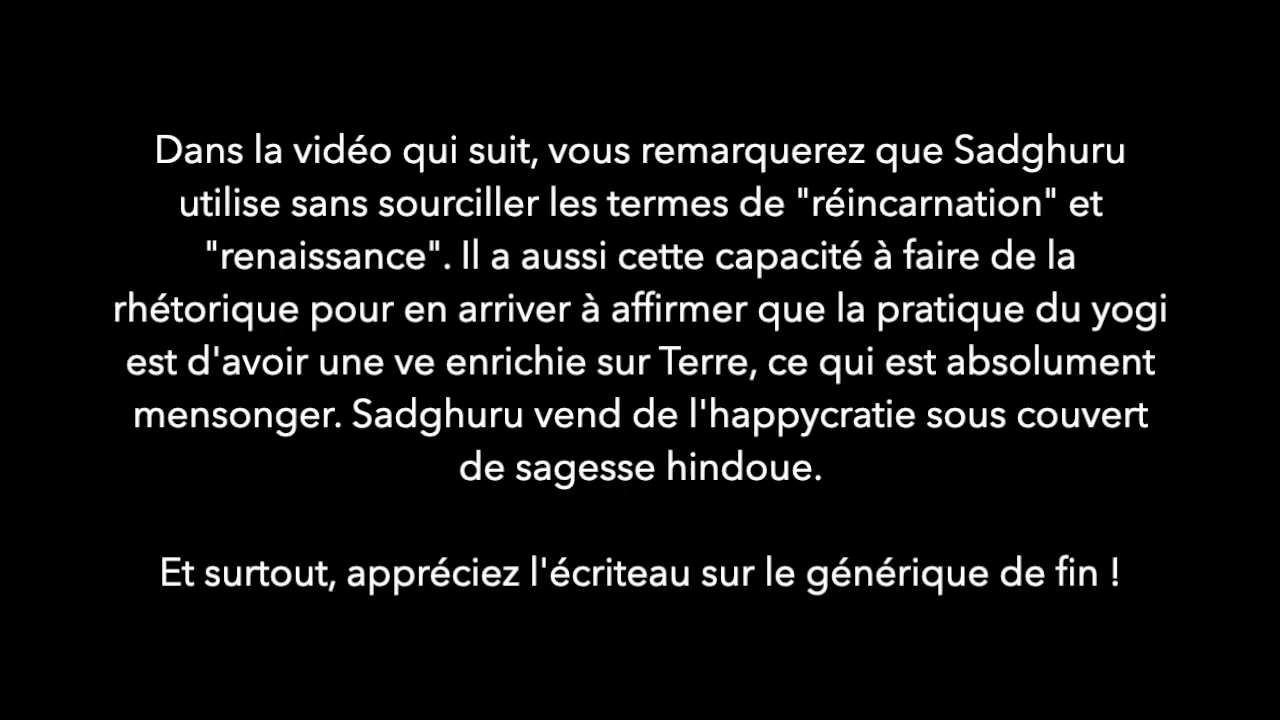 Dans la vidéo qui suit, vous remarquerez que Sadghuru
utilise sans sourciller les termes de "réincarnation" et
"renaissance". Il a aussi cette capacité à faire de la
rhétorique pour en arriver à affirmer que la pratique du yogi
est d'avoir une ve enrichie sur Terre, ce qui est absolument
mensonger. Sadghuru vend de l'happycratie sous couvert
de sagesse hindoue.
Et surtout, appréciez l'écriteau sur le générique de fin !